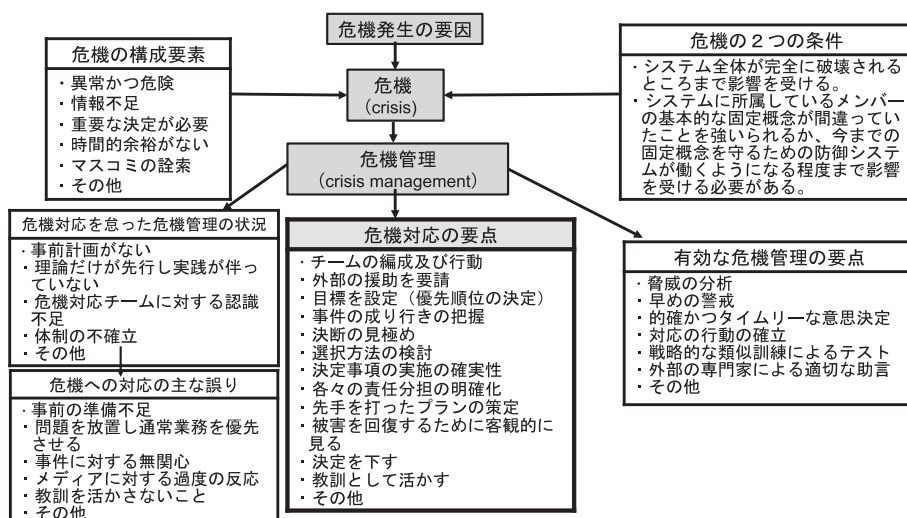 危機発生の要因
危機の構成要素
・異常かつ危険
・情報不足
・重要な決定が必要
・時間的余裕がない
・マスコミの詮索
・その他
危機
(crisis)
危機の２つの条件
・システム全体が完全に破壊される
ところまで影響を受ける。
・システムに所属しているメンバー
の基本的な固定概念が間違ってい
たことを強いられるか、今までの
固定概念を守るための防御システ
ムが働くようになる程度まで影響
を受ける必要がある。
危機管理
(crisis management)
危機対応を怠った危機管理の状況
・事前計画がない
・理論だけが先行し実践が伴っ
ていない
・危機対応チームに対する認識
不足
・体制の不確立
・その他
危機への対応の主な誤り
・事前の準備不足
・問題を放置し通常業務を優先
させる
・事件に対する無関心
・メディアに対する過度の反応
・教訓を活かさないこと
・その他
危機対応の要点
・チームの編成及び行動
・外部の援助を要請
・目標を設定（優先順位の決定）
・事件の成り行きの把握
・決断の見極め
・選択方法の検討
・決定事項の実施の確実性
・各々の責任分担の明確化
・先手を打ったプランの策定
・被害を回復するために客観的に
見る
・決定を下す
・教訓として活かす
・その他
有効な危機管理の要点
・脅威の分析
・早めの警戒
・的確かつタイムリーな意思決定
・対応の行動の確立
・戦略的な類似訓練によるテスト
・外部の専門家による適切な助言
・その他